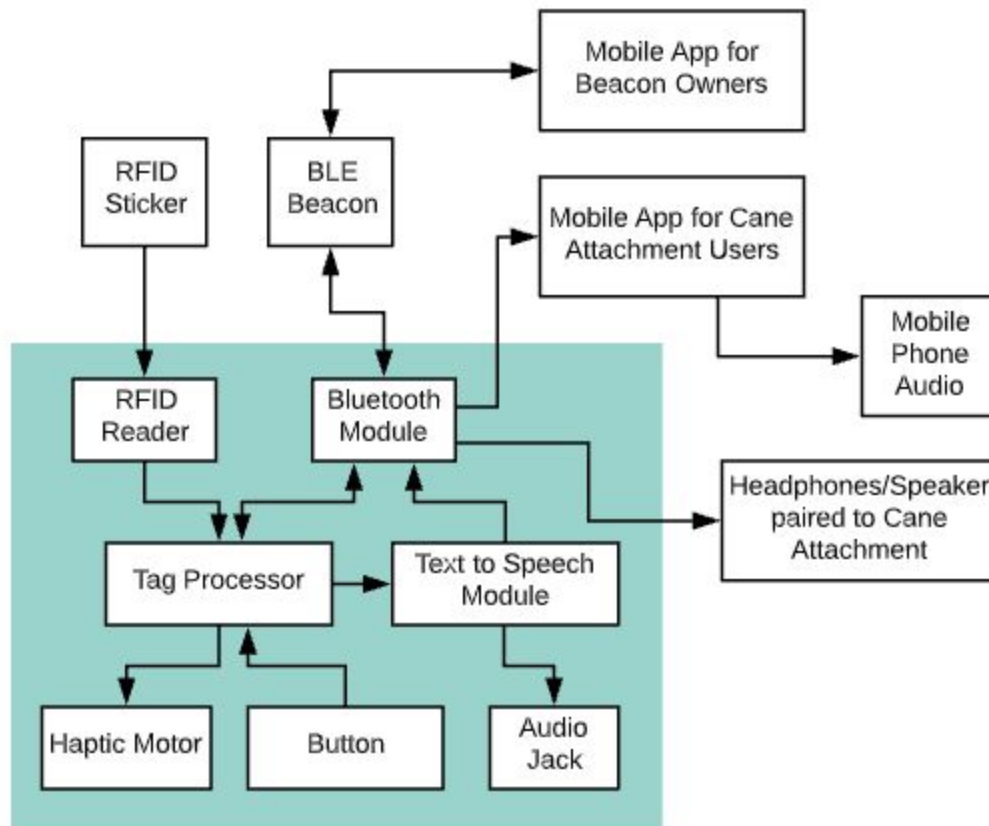 Mobile App for
Beacon Owners
RFID
Sticker
BLE
Beacon
Mobile App for Cane
Attachment Users
Mobile
Phone
Audio
RFID
Reader
Bluetooth
Module
Headphones/Speaker
paired to Cane
Attachment
Tag Processor
Text to Speech
Module
Haptic Motor
Button
Audio
Jack